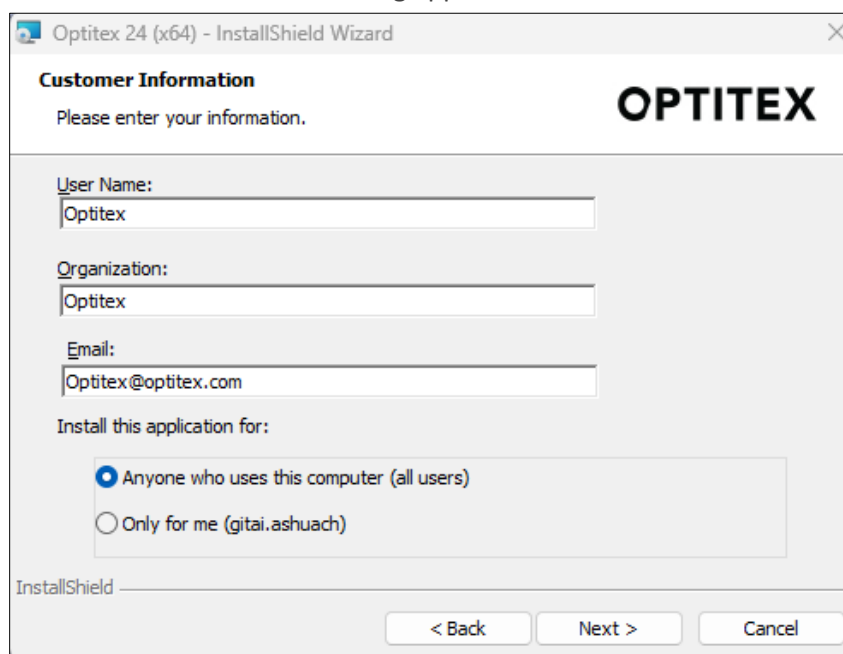 Optitex 24 (x64) - InstallShield Wizard
Customer Information
Please enter your information.
OPTITEX
User Name:
Optitex
Organization:
Optitex
Email:
Optitex@optitex.com
Install this application for:
Anyone who uses this computer (all users)
Only for me (gitai.ashuach)
InstallShield
< Back Next > Cancel